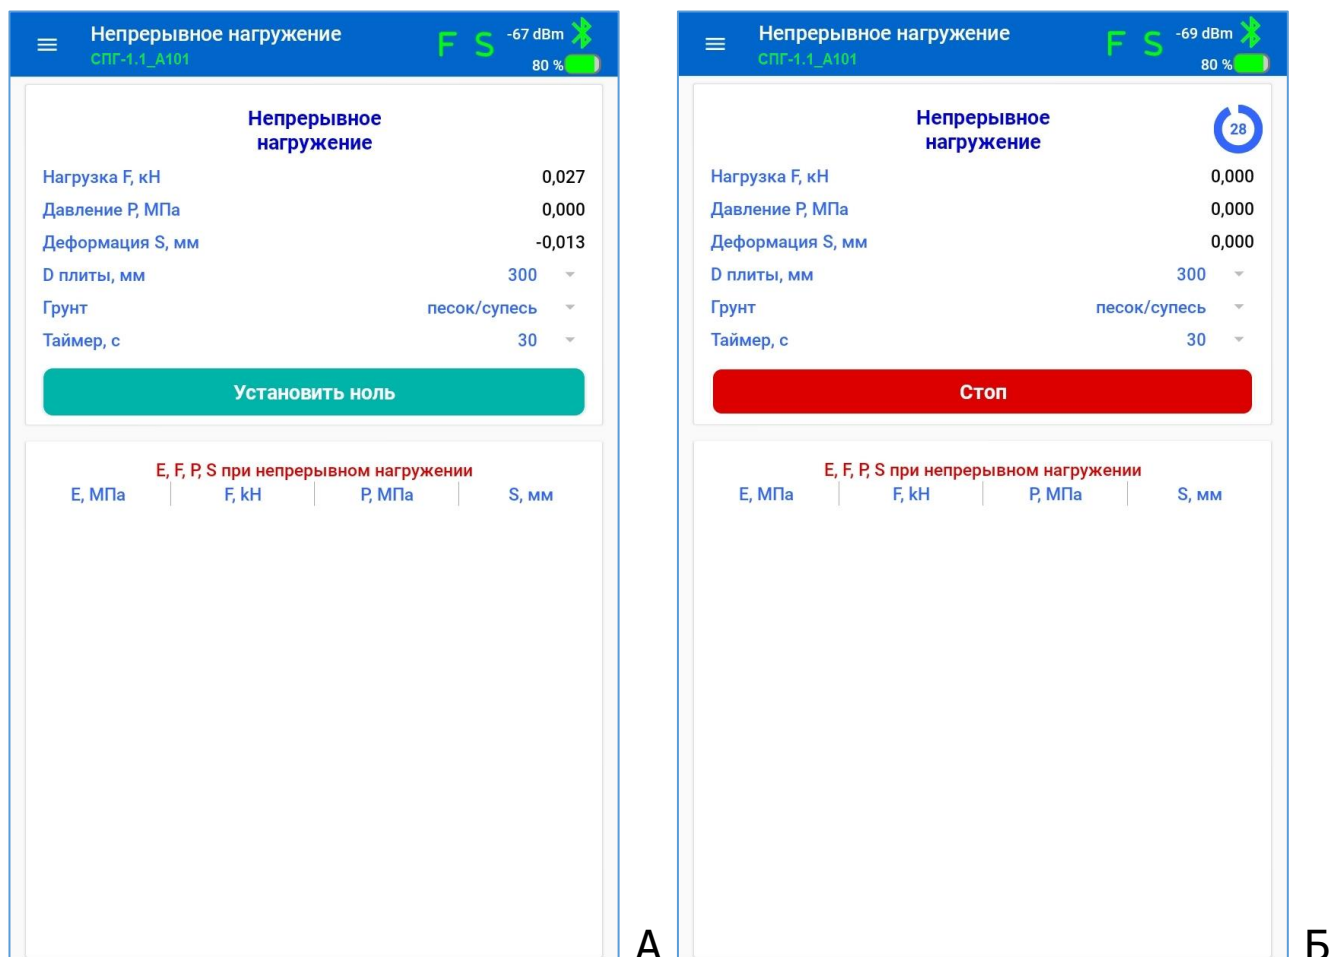 Непрерывное нагружение
СПГ-1.1_A101
F S
-67 dBm
80 %
Непрерывное
нагружение
Нагрузка F, кН 0,027
Давление P, МПа 0,000
Деформация S, мм -0,013
D плиты, мм 300
Грунт песок/супесь
Таймер, с 30
Установить ноль
E, F, P, S при непрерывном нагружении
E, МПа F, kH P, МПа S, мм
А
Непрерывное нагружение
СПГ-1.1_A101
F S
-69 dBm
80 %
Непрерывное
нагружение
28
Нагрузка F, кН 0,000
Давление P, МПа 0,000
Деформация S, мм 0,000
D плиты, мм 300
Грунт песок/супесь
Таймер, с 30
Стоп
E, F, P, S при непрерывном нагружении
E, МПа F, kH P, МПа S, мм
Б